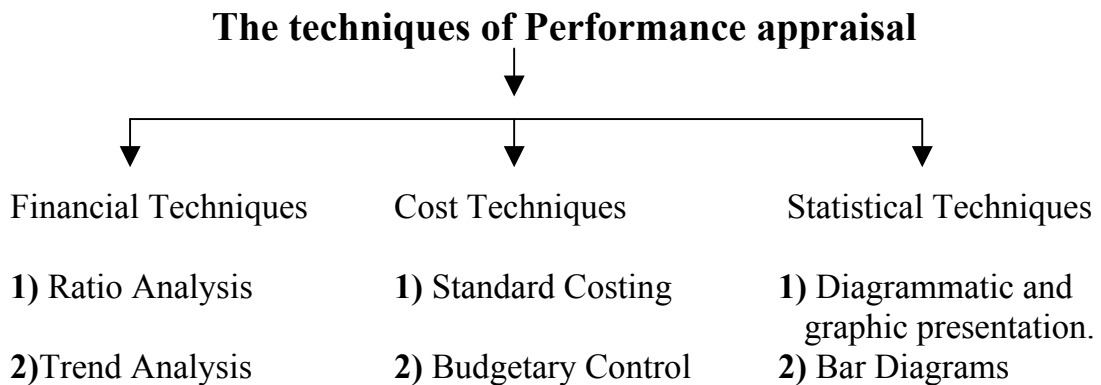 The techniques of Performance appraisal
Financial Techniques
1) Ratio Analysis
2)Trend Analysis
Cost Techniques
1) Standard Costing
2) Budgetary Control
Statistical Techniques
1) Diagrammatic and
graphic presentation.
2) Bar Diagrams